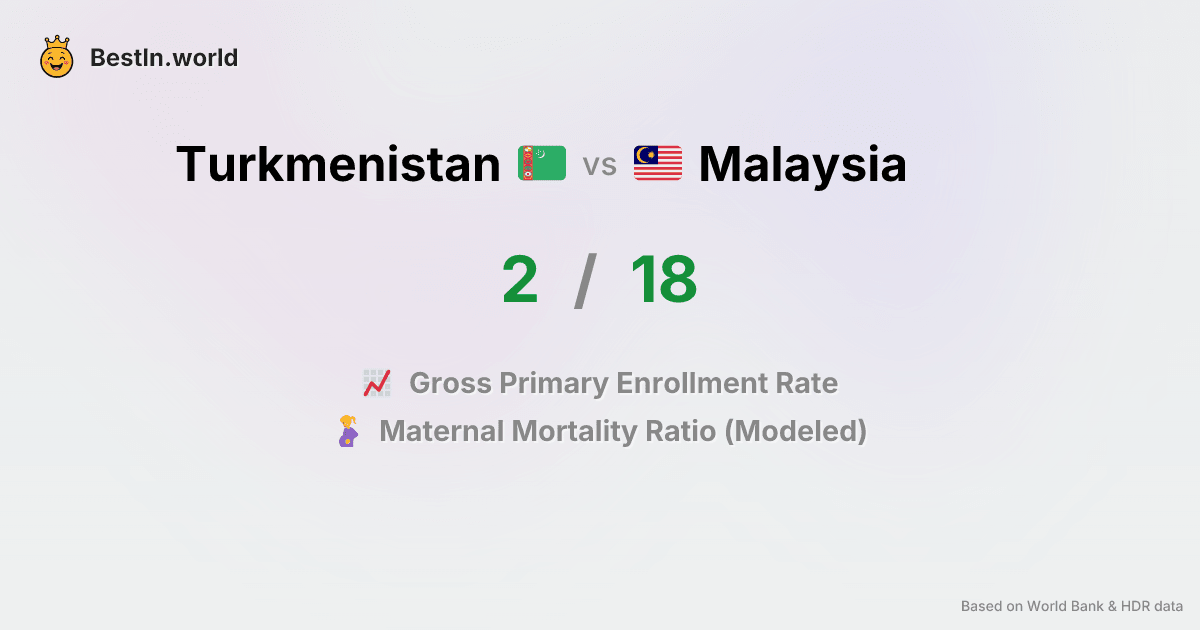 BestIn.world
Turkmenistan vs Malaysia
2 / 18
Gross Primary Enrollment Rate
Maternal Mortality Ratio (Modeled)
Based on World Bank & HDR data